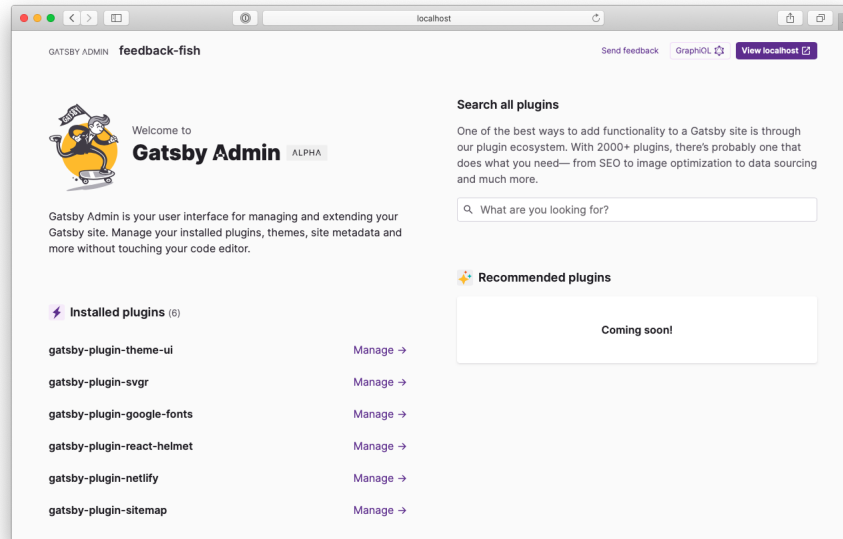 localhost
GATSBY ADMIN feedback-fish
Send feedback GraphiQL View localhost
GATSBY
Welcome to
Gatsby Admin ALPHA
Gatsby Admin is your user interface for managing and extending your
Gatsby site. Manage your installed plugins, themes, site metadata and
more without touching your code editor.
Installed plugins (6)
gatsby-plugin-theme-ui Manage →
gatsby-plugin-svgr Manage →
gatsby-plugin-google-fonts Manage →
gatsby-plugin-react-helmet Manage →
gatsby-plugin-netlify Manage →
gatsby-plugin-sitemap Manage →
Search all plugins
One of the best ways to add functionality to a Gatsby site is through
our plugin ecosystem. With 2000+ plugins, there's probably one that
does what you need— from SEO to image optimization to data sourcing
and much more.
What are you looking for?
Recommended plugins
Coming soon!